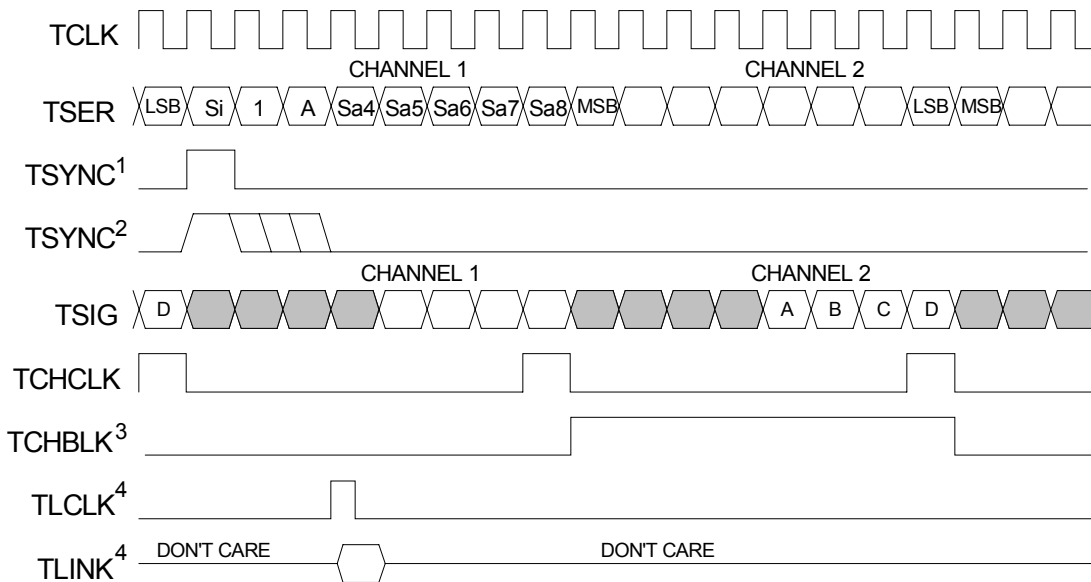 TCLK
CHANNEL 1 CHANNEL 2
TSER LSB Si 1 A Sa4 Sa5 Sa6 Sa7 Sa8 MSB LSB MSB
TSYNC1
TSYNC2
CHANNEL 1 CHANNEL 2
TSIG D A B C D
TCHCLK
TCHBLK3
TLCLK4
DON'T CARE DON'T CARE
TLINK4